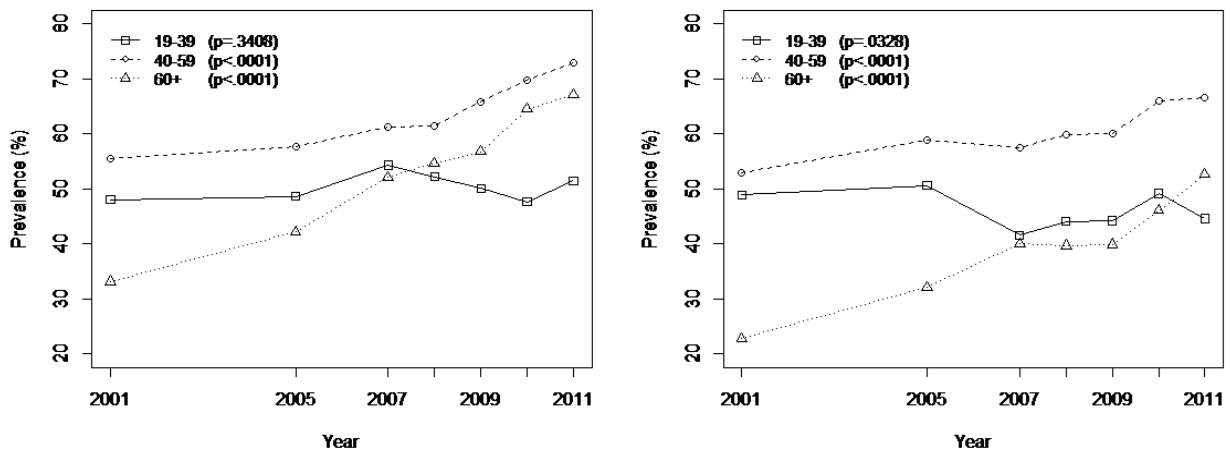 80
70
60
50
40
30
20
Prevalence (%)
19-39 (p=.3408)
40-59 (p<.0001)
60+ (p<.0001)
2001 2005 2007 2009 2011
Year
80
70
60
50
40
30
20
Prevalence (%)
19-39 (p=.0328)
40-59 (p<.0001)
60+ (p<.0001)
2001 2005 2007 2009 2011
Year